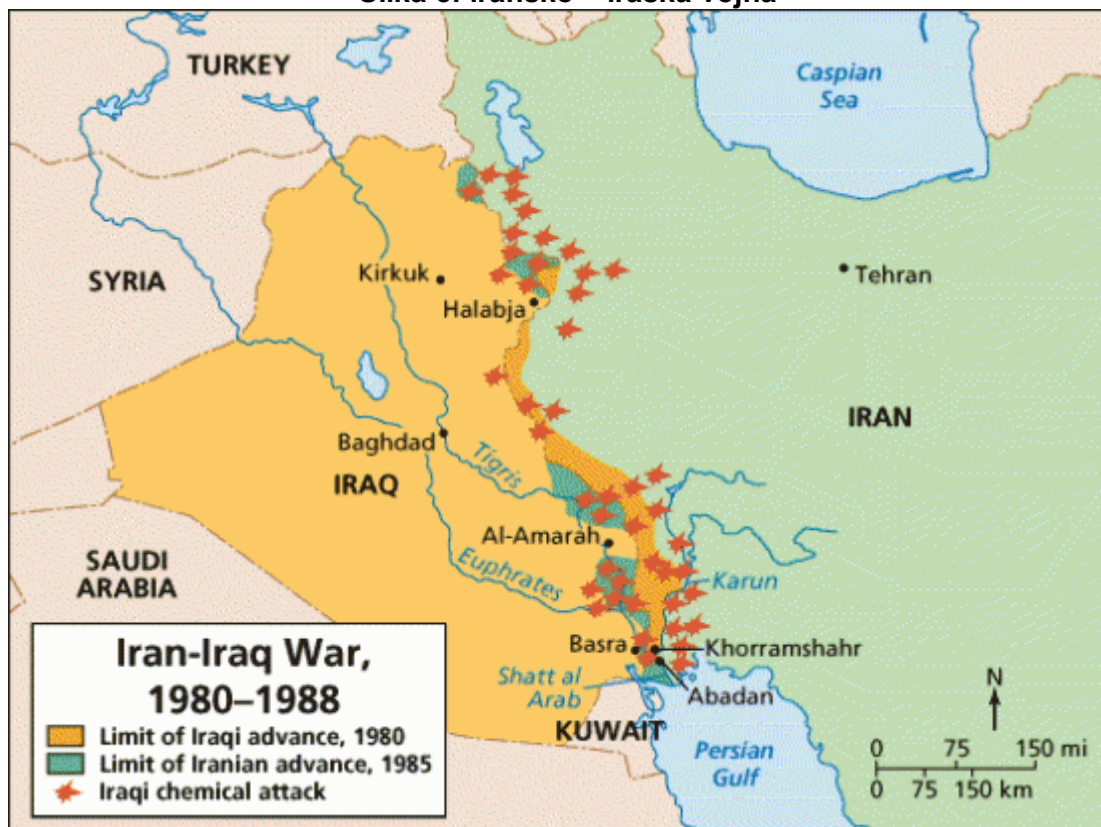 TURKEY
Caspian
Sea
SYRIA
Kirkuk
Tehran
Halabja
IRAN
Baghdad
Tigris
IRAQ
Al-Amarah
SAUDI
ARABIA
Euphrates
Karun
Basra
Khorramshahr
Shatt al
Arab
Abadan
KUWAIT
Persian
Gulf
N
0 75 150 mi
0 75 150 km
Iran-Iraq War,
1980–1988
Limit of Iraqi advance, 1980
Limit of Iranian advance, 1985
Iraqi chemical attack